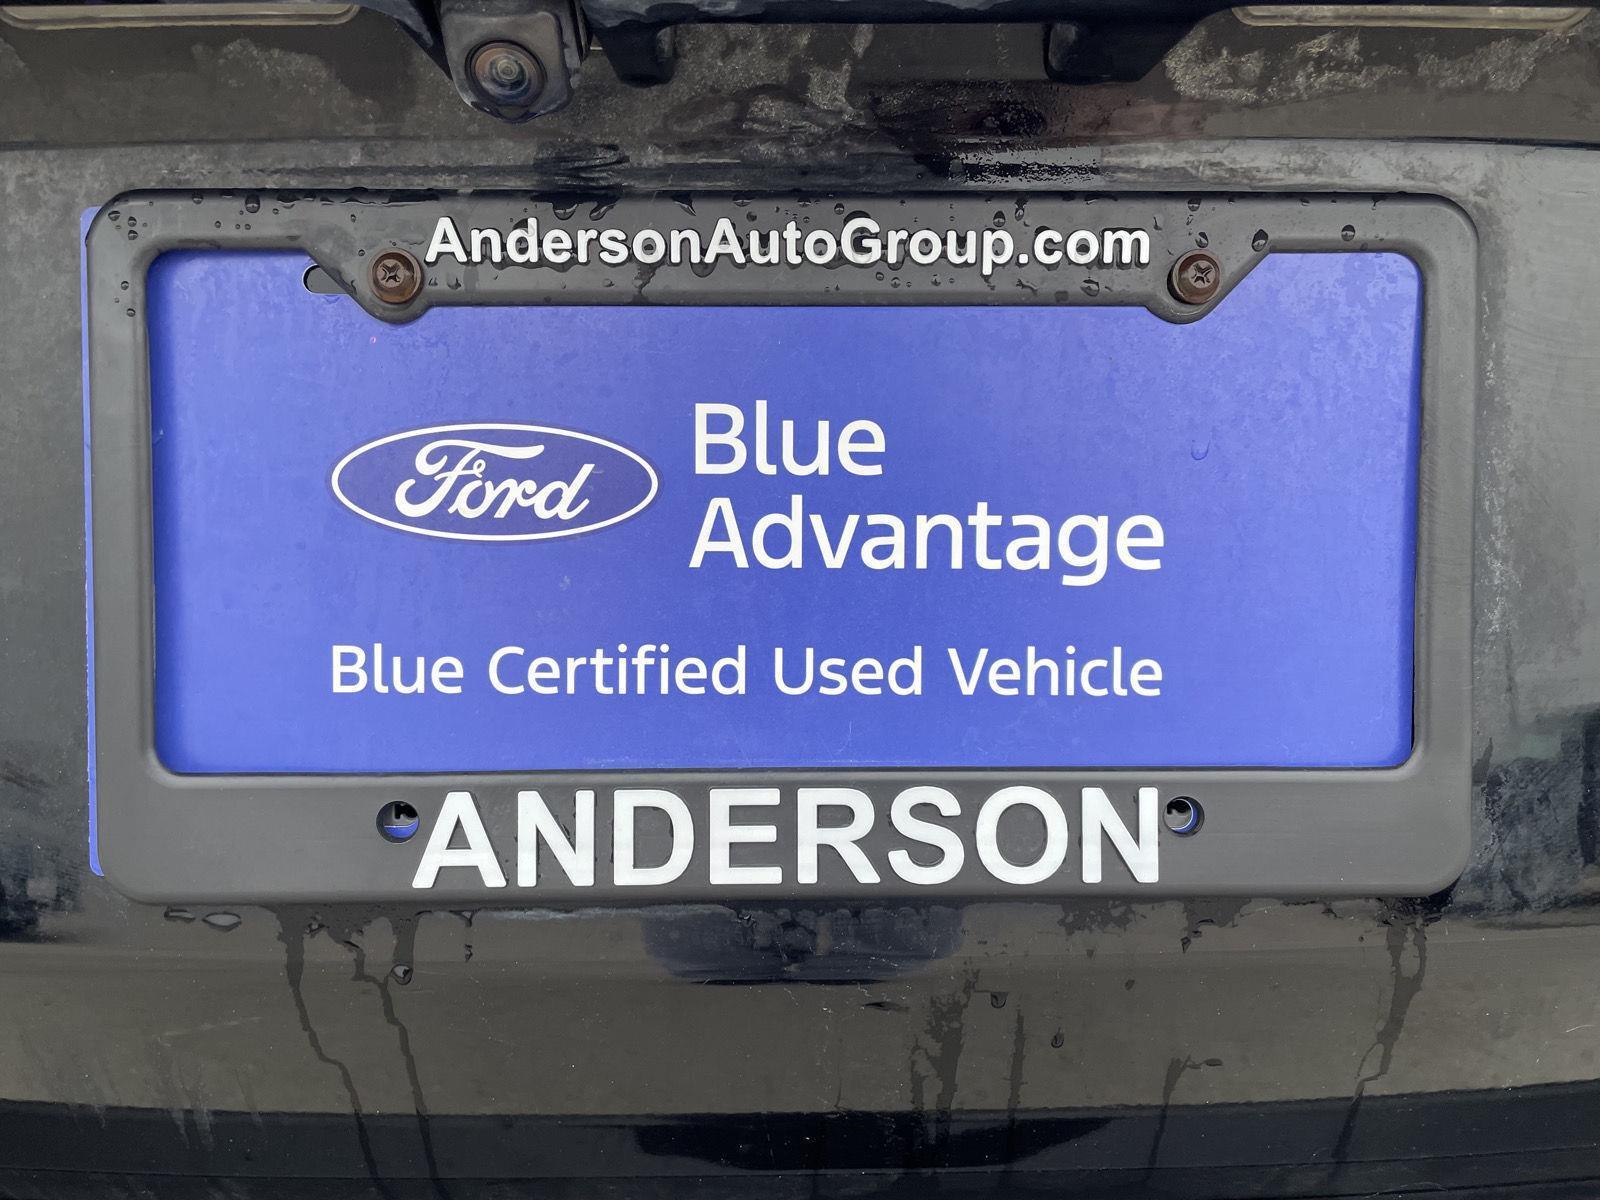 AndersonAutoGroup.com
Ford
Blue
Advantage
Blue Certified Used Vehicle
ANDERSON